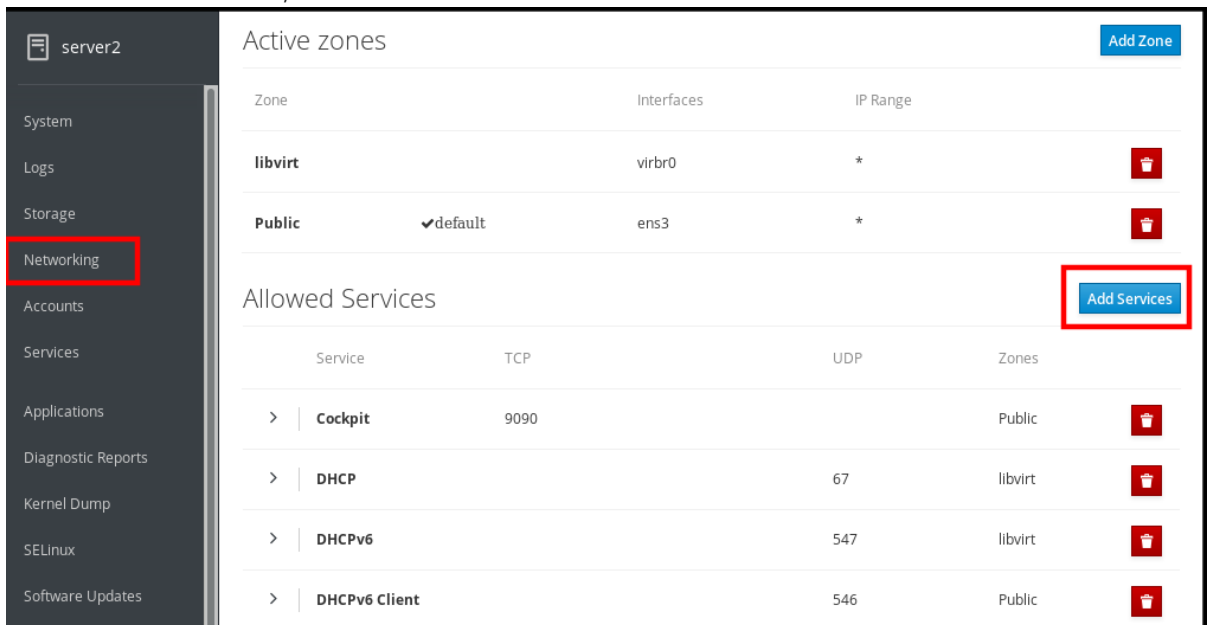 server2
Active zones
Add Zone
Zone Interfaces IP Range
System
libvirt virbr0 *
Logs
Storage
Public ✔default ens3 *
Networking
Allowed Services
Add Services
Accounts
Services
Service TCP UDP Zones
Applications
Cockpit 9090 Public
Diagnostic Reports
DHCP 67 libvirt
Kernel Dump
DHCPv6 547 libvirt
SELinux
Software Updates
DHCPv6 Client 546 Public